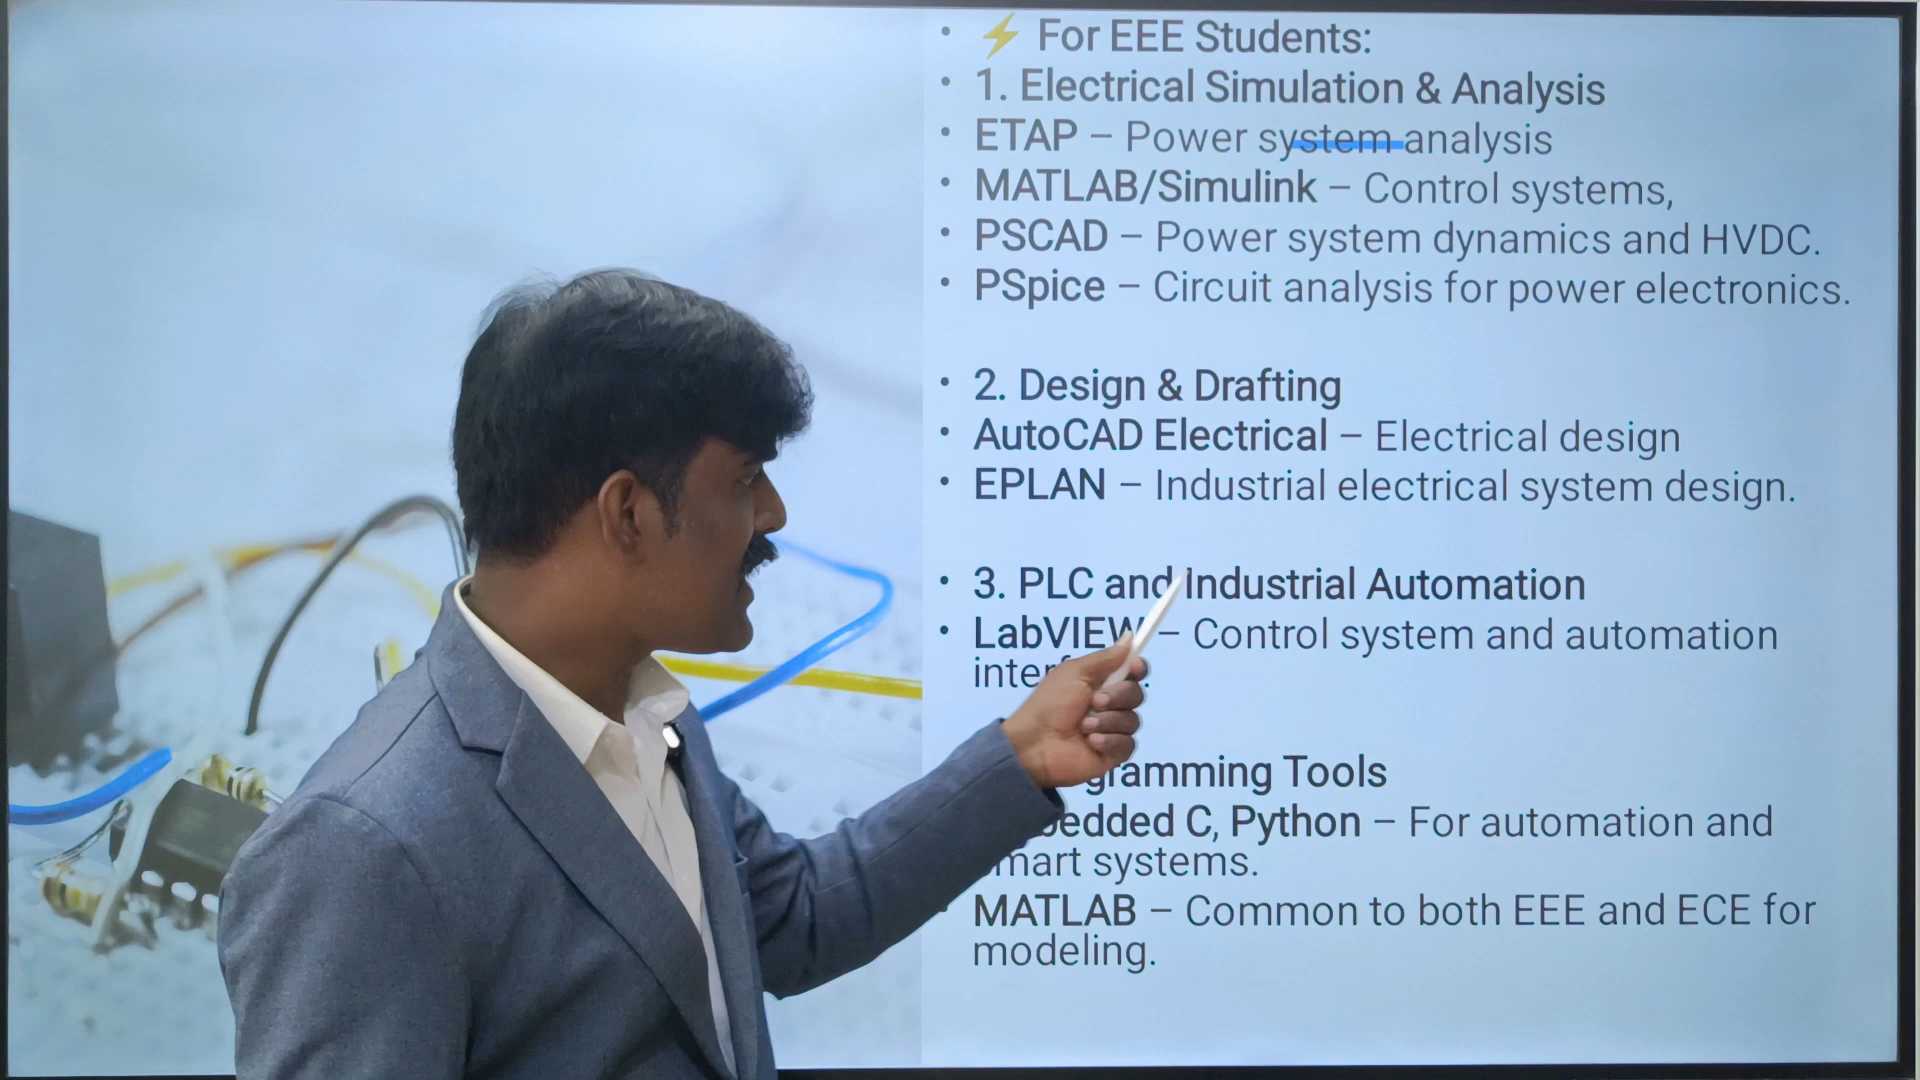 • ⚡ For EEE Students:
• 1. Electrical Simulation & Analysis
• ETAP – Power system analysis
• MATLAB/Simulink – Control systems,
• PSCAD – Power system dynamics and HVDC.
• PSpice – Circuit analysis for power electronics.
• 2. Design & Drafting
• AutoCAD Electrical – Electrical design
• EPLAN – Industrial electrical system design.
• 3. PLC and Industrial Automation
• LabVIEW – Control system and automation
Tools
C, Python – For automation and
systems.
MATLAB – Common to both EEE and ECE for
modeling.